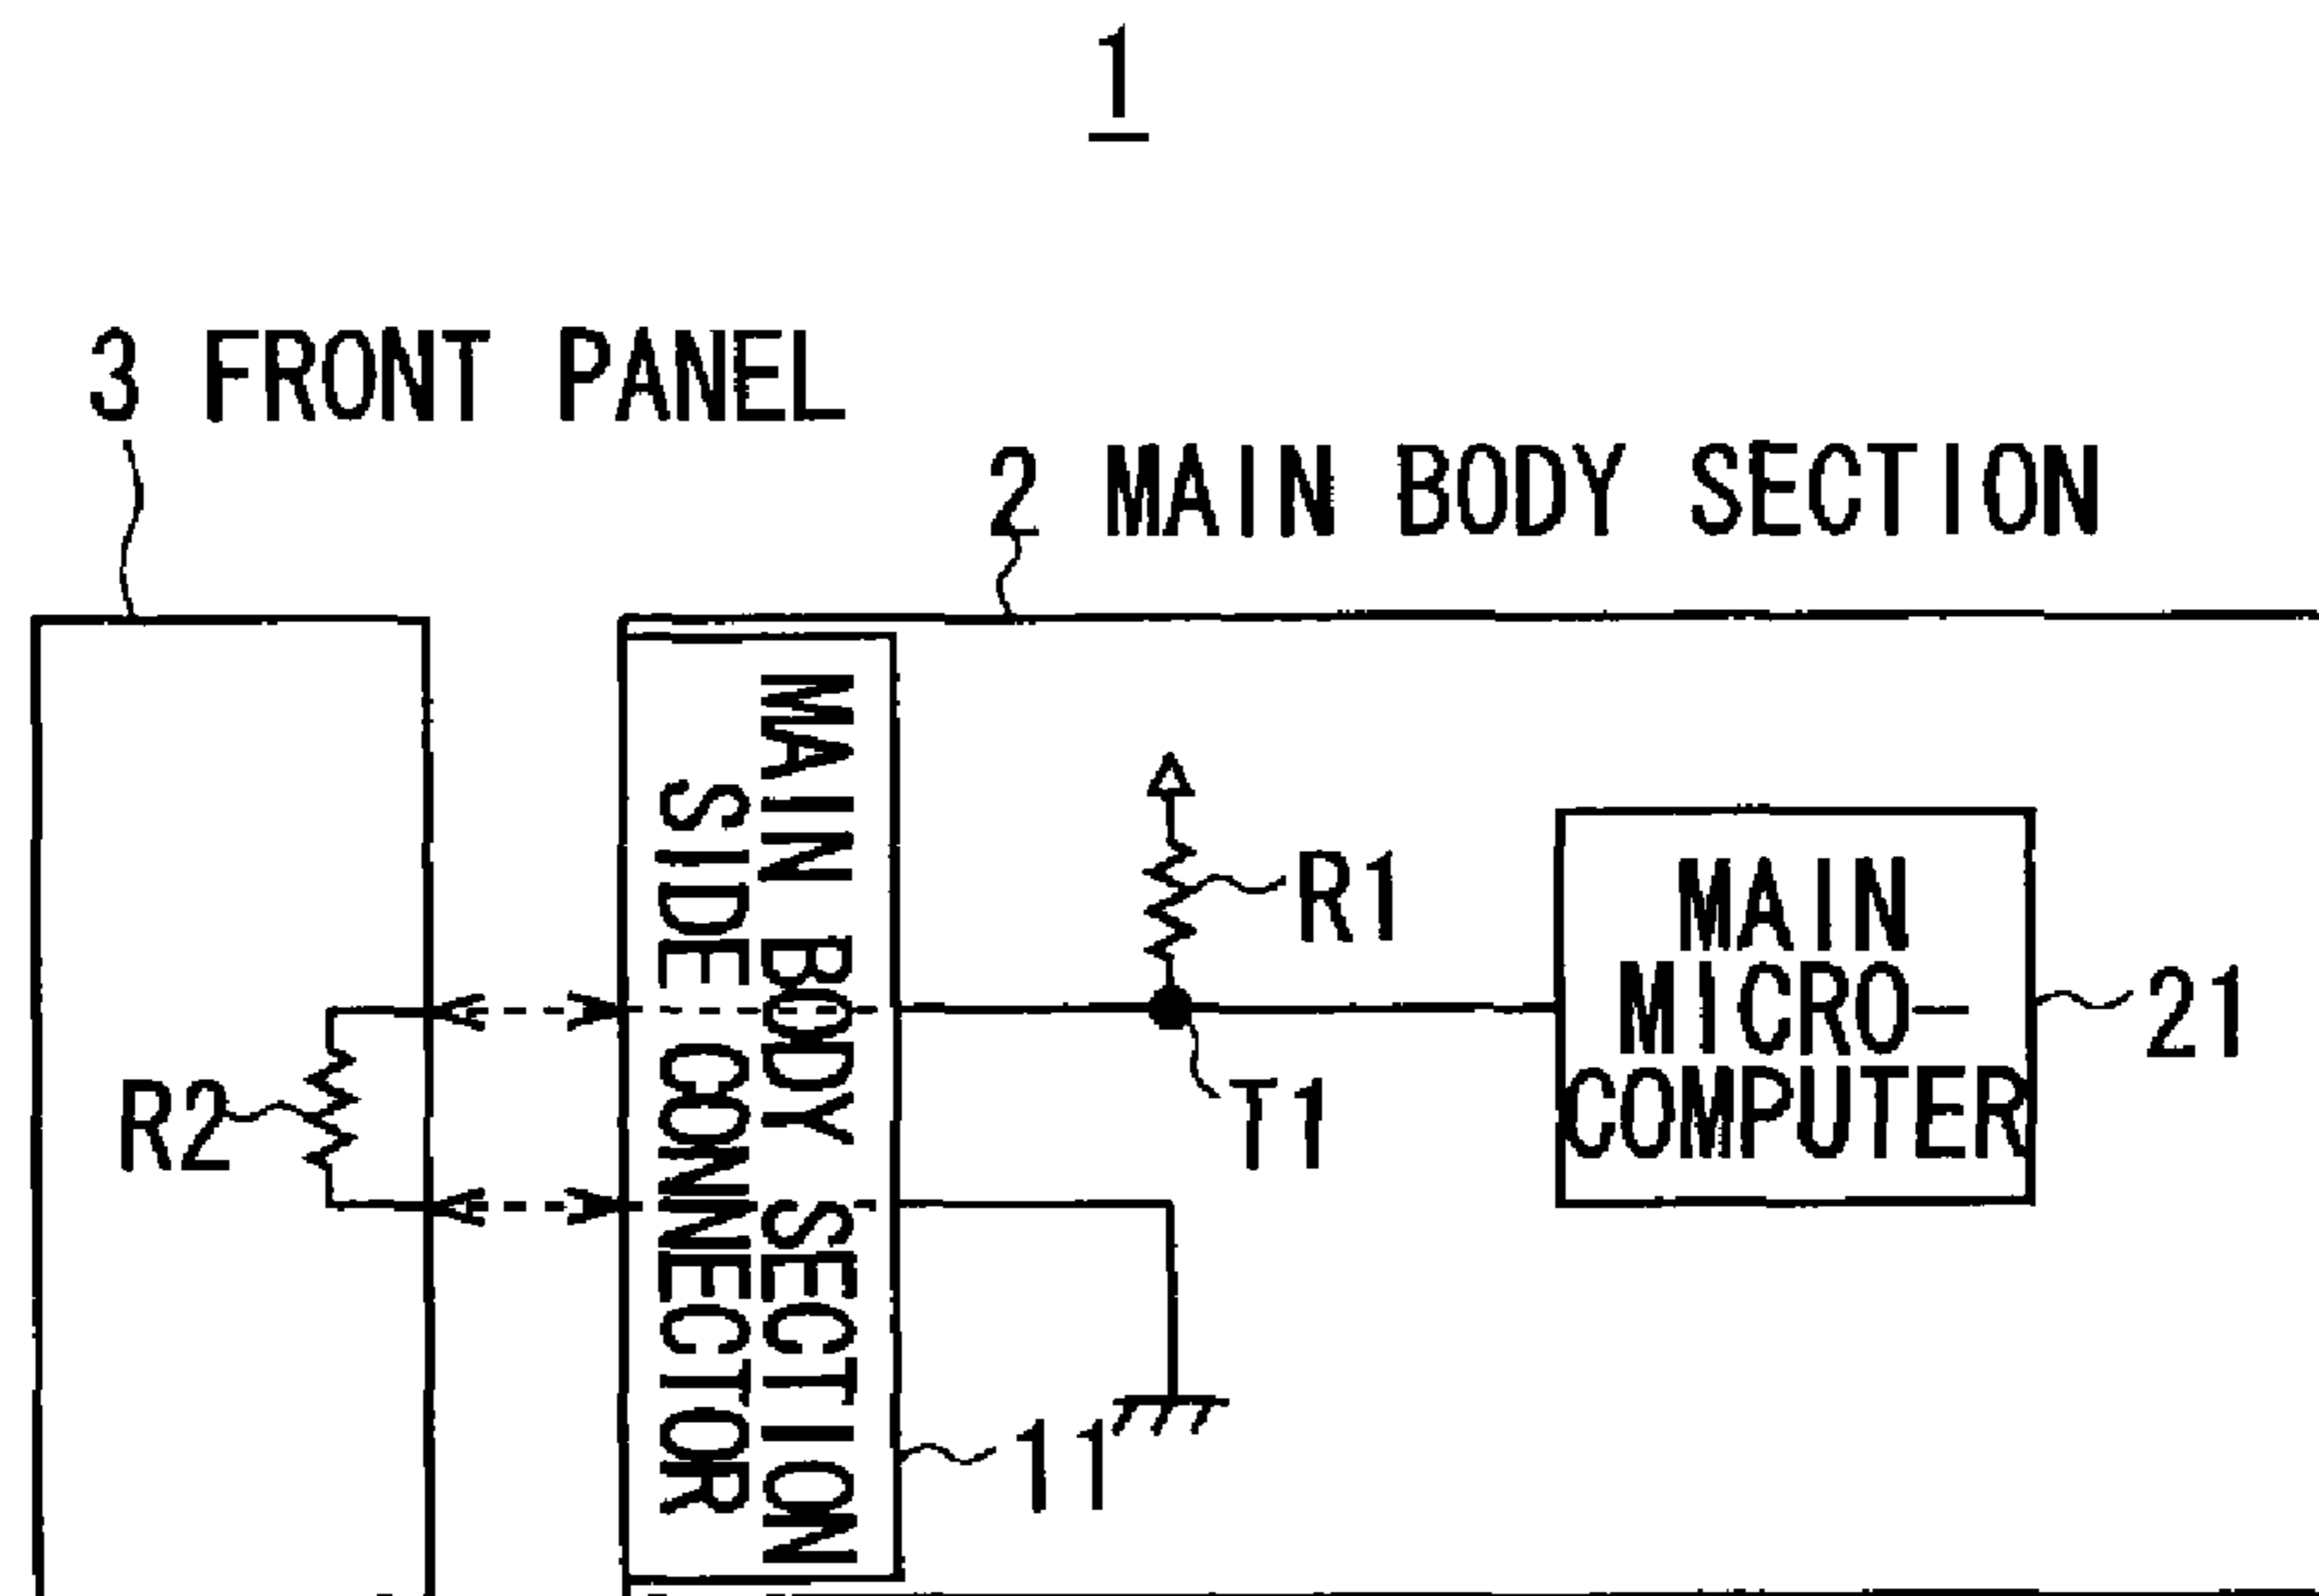 1
3 FRONT PANEL
2 MAIN BODY SECTION
MAIN BODY SECTION
SIDE CONNECTOR
R1
MAIN
MICRO-
COMPUTER
21
T1
R2
11